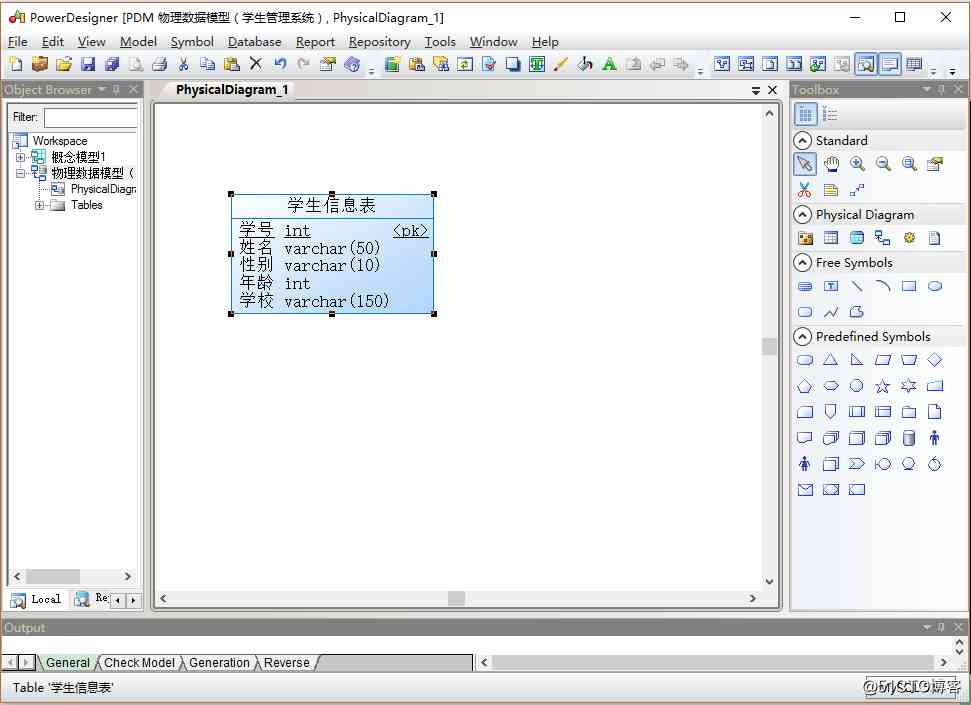 PowerDesigner [PDM 物理数据模型（学生管理系统）, PhysicalDiagram_1]
File Edit View Model Symbol Database Report Repository Tools Window Help
Object Browser
PhysicalDiagram_1
Toolbox
Filter:
Workspace
概念模型1
物理数据模型（
PhysicalDiagra
Tables
学生信息表
学号 int <pk>
姓名 varchar(50)
性别 varchar(10)
年龄 int
学校 varchar(150)
Standard
Physical Diagram
Free Symbols
Predefined Symbols
Local
Re
Output
General Check Model Generation Reverse
Table '学生信息表'
@51CTO博客